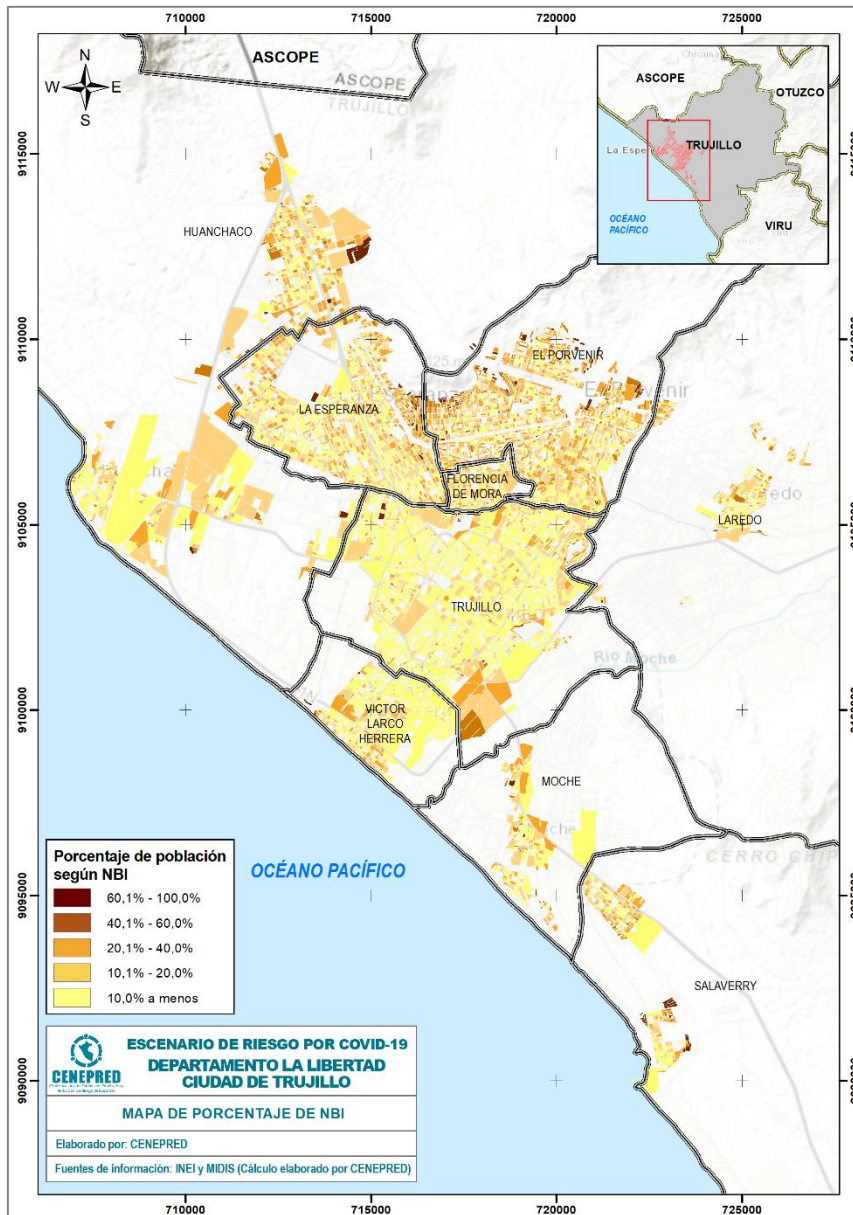 710000 715000 720000 725000
N
W E
S
ASCOPE
ASCOPE
TRUJILLO
ASCOPE
OTUZCO
TRUJILLO
La Espe
VIRU
OCÉANO
PACÍFICO
9115000
HUANCHACO
9110000
EL PORVENIR
LA ESPERANZA
FLORENCIA
DE MORA
LAREDO
9105000
TRUJILLO
Rio Moche
9100000
VICTOR
LARCO
HERRERA
MOCHE
CERRO CHIP
9095000
OCÉANO PACÍFICO
SALAVERRY
9090000
Porcentaje de población
según NBI
60,1% - 100,0%
40,1% - 60,0%
20,1% - 40,0%
10,1% - 20,0%
10,0% a menos
CENEPRED
ESCENARIO DE RIESGO POR COVID-19
DEPARTAMENTO LA LIBERTAD
CIUDAD DE TRUJILLO
MAPA DE PORCENTAJE DE NBI
Elaborado por: CENEPRED
Fuentes de información: INEI y MIDIS (Cálculo elaborado por CENEPRED)
710000 715000 720000 725000